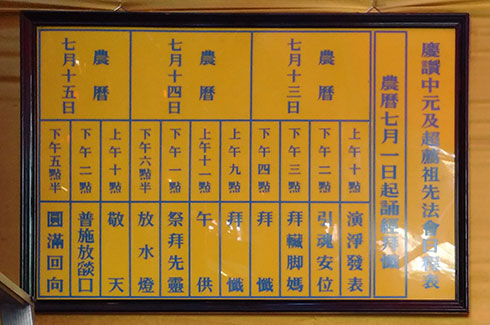 慶讚中元及超薦祖先法會日程表
農曆七月一日起誦經拜懺
農曆
七月十三日
上午十點 演淨發表
下午二點 引魂安位
下午三點 拜脚媽
下午四點 拜懺
農曆
七月十四日
上午九點 拜懺
上午十一點 午供
下午一點 祭拜先靈
下午六點半 放水燈
農曆
七月十五日
上午十點 敬天
下午二點 普施放燄口
下午五點半 圓滿回向